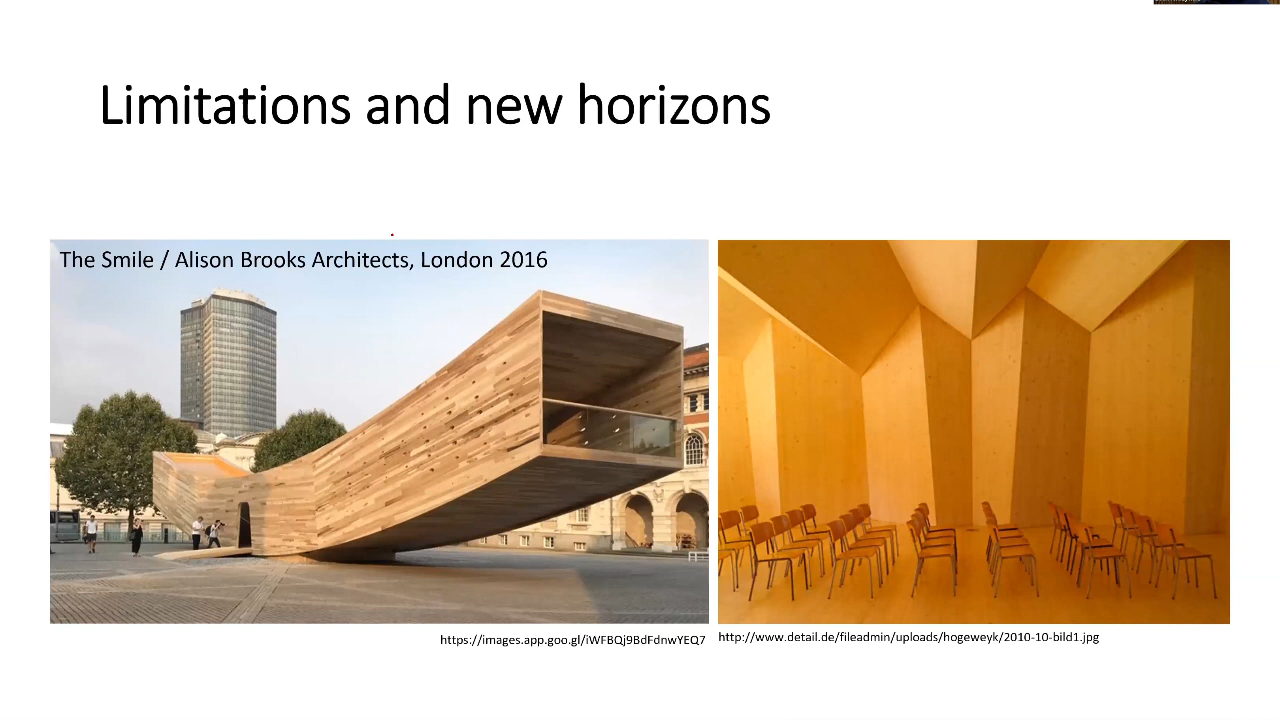 Limitations and new horizons
The Smile / Alison Brooks Architects, London 2016
https://images.app.goo.gl/iWFBQj9BdFdnwYEQ7
http://www.detail.de/fileadmin/uploads/hogeweyk/2010-10-bild1.jpg